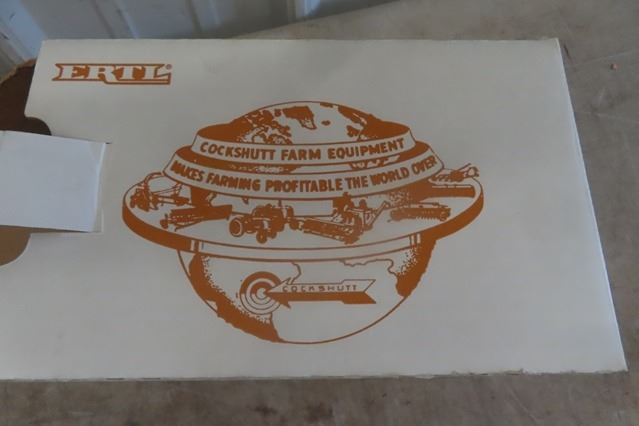 ERTL®
COCKSHUTT FARM EQUIPMENT
MAKES FARMING PROFITABLE THE WORLD OVER
COCKSHUTT